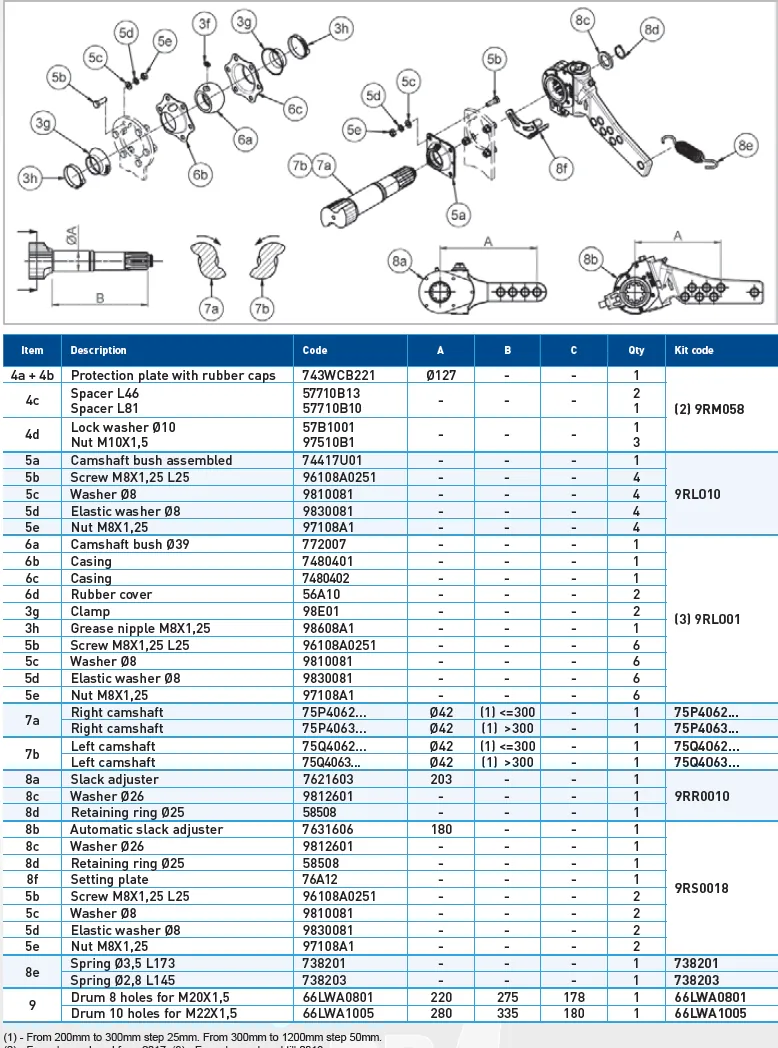 3f
3g
3h
5d
5e
5c
5b
6c
6a
6b
3g
3h
8c
8d
5b
5c
5d
5e
7b
7a
5a
8f
8e
ØA
B
7a
7b
8a
A
8b
A
Item Description Code A B C Qty Kit code
4a + 4b Protection plate with rubber caps 743WCB221 Ø127 - - 1
4c Spacer L46 57710B13 - - - 2
Spacer L81 57710B10 1
(2) 9RM058
4d Lock washer Ø10 57B1001 - - - 1
Nut M10X1,5 97510B1 3
5a Camshaft bush assembled 74417U01 - - - 1
5b Screw M8X1,25 L25 96108A0251 - - - 4
5c Washer Ø8 9810081 - - - 4 9RL010
5d Elastic washer Ø8 9830081 - - - 4
5e Nut M8X1,25 97108A1 - - - 4
6a Camshaft bush Ø39 772007 - - - 1
6b Casing 7480401 - - - 1
6c Casing 7480402 - - - 1
6d Rubber cover 56A10 - - - 2
3g Clamp 98E01 - - - 2
(3) 9RL001
3h Grease nipple M8X1,25 98608A1 - - - 1
5b Screw M8X1,25 L25 96108A0251 - - - 6
5c Washer Ø8 9810081 - - - 6
5d Elastic washer Ø8 9830081 - - - 6
5e Nut M8X1,25 97108A1 - - - 6
7a Right camshaft 75P4062... Ø42 (1) <=300 - 1 75P4062...
Right camshaft 75P4063... Ø42 (1) >300 - 1 75P4063...
7b Left camshaft 75Q4062... Ø42 (1) <=300 - 1 75Q4062...
Left camshaft 75Q4063... Ø42 (1) >300 - 1 75Q4063...
8a Slack adjuster 7621603 203 - - 1
8c Washer Ø26 9812601 - - - 1 9RR0010
8d Retaining ring Ø25 58508 - - - 1
8b Automatic slack adjuster 7631606 180 - - 1
8c Washer Ø26 9812601 - - - 1
8d Retaining ring Ø25 58508 - - - 1
8f Setting plate 76A12 - - - 1
9RS0018
5b Screw M8X1,25 L25 96108A0251 - - - 2
5c Washer Ø8 9810081 - - - 2
5d Elastic washer Ø8 9830081 - - - 2
5e Nut M8X1,25 97108A1 - - - 2
8e Spring Ø3,5 L173 738201 - - - 1 738201
Spring Ø2,8 L145 738203 - - - 1 738203
9 Drum 8 holes for M20X1,5 66LWA0801 220 275 178 1 66LWA0801
Drum 10 holes for M22X1,5 66LWA1005 280 335 180 1 66LWA1005
(1) - From 200mm to 300mm step 25mm. From 300mm to 1200mm step 50mm.